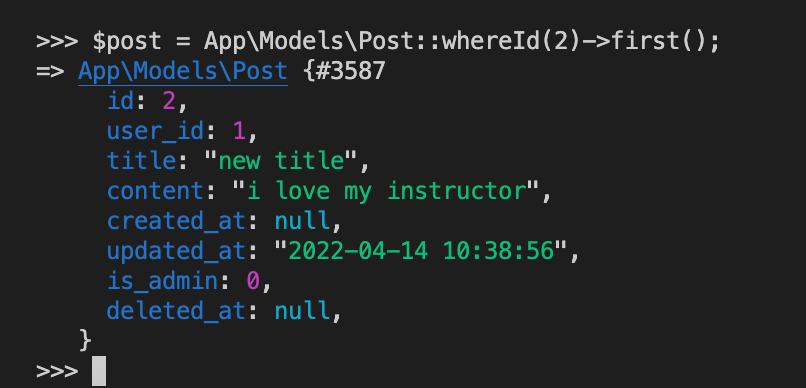 >>> $post = App\Models\Post::whereId(2)->first();
=> App\Models\Post {#3587
id: 2,
user_id: 1,
title: "new title",
content: "i love my instructor",
created_at: null,
updated_at: "2022-04-14 10:38:56",
is_admin: 0,
deleted_at: null,
}
>>>